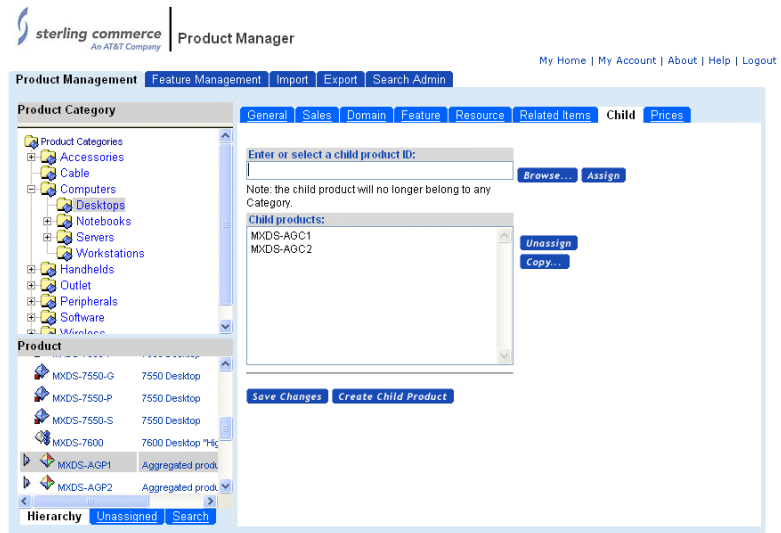 sterling commerce
An AT&T Company
Product Manager
My Home | My Account | About | Help | Logout
Product Management
Feature Management
Import
Export
Search Admin
Product Category
Product Categories
Accessories
Cable
Computers
Desktops
Notebooks
Servers
Workstations
Handhelds
Outlet
Peripherals
Software
Wireless
Product
MXDS-7550-G 7550 Desktop
MXDS-7550-P 7550 Desktop
MXDS-7550-S 7550 Desktop
MXDS-7600 7600 Desktop "Hig
MXDS-AGP1 Aggregated produ
MXDS-AGP2 Aggregated produ
Hierarchy
Unassigned
Search
General
Sales
Domain
Feature
Resource
Related Items
Child
Prices
Enter or select a child product ID:
Browse...
Assign
Note: the child product will no longer belong to any
Category.
Child products:
MXDS-AGC1
MXDS-AGC2
Unassign
Copy...
Save Changes
Create Child Product